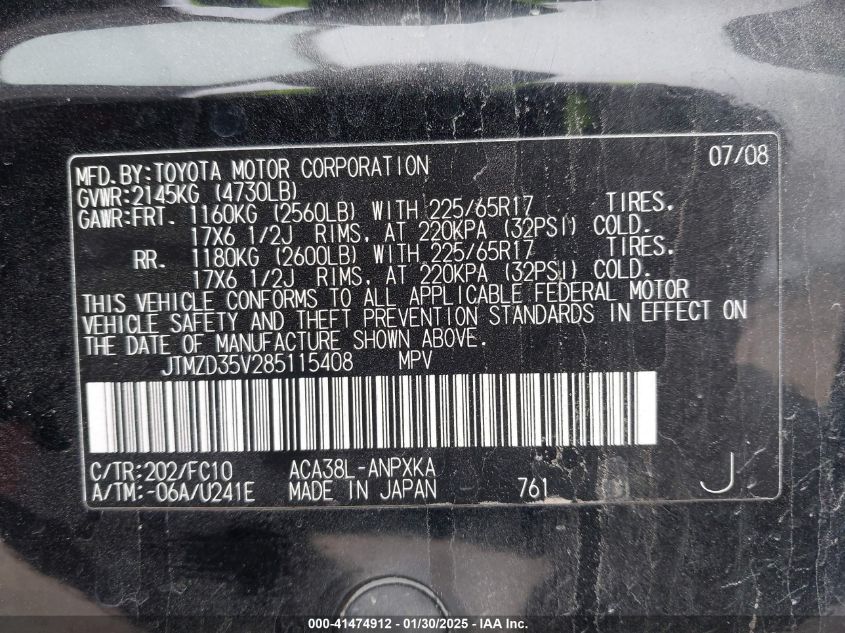 07/08
MFD.BY:TOYOTA MOTOR CORPORATION
GVWR:2145KG (4730LB)
GAWR:FRT. 1160KG (2560LB) WITH 225/65R17 TIRES.
17X6 1/2J RIMS, AT 220KPA (32PSI) COLD.
RR. 1180KG (2600LB) WITH 225/65R17 TIRES.
17X6 1/2J RIMS, AT 220KPA (32PSI) COLD.
THIS VEHICLE CONFORMS TO ALL APPLICABLE FEDERAL MOTOR
VEHICLE SAFETY AND THEFT PREVENTION STANDARDS IN EFFECT ON
THE DATE OF MANUFACTURE SHOWN ABOVE.
JTMZD35V285115408 MPV
C/TR:202/FC10 ACA38L-ANPXKA
A/TM:-06A/U241E MADE IN JAPAN 761 J
000-41474912 - 01/30/2025 - IAA Inc.